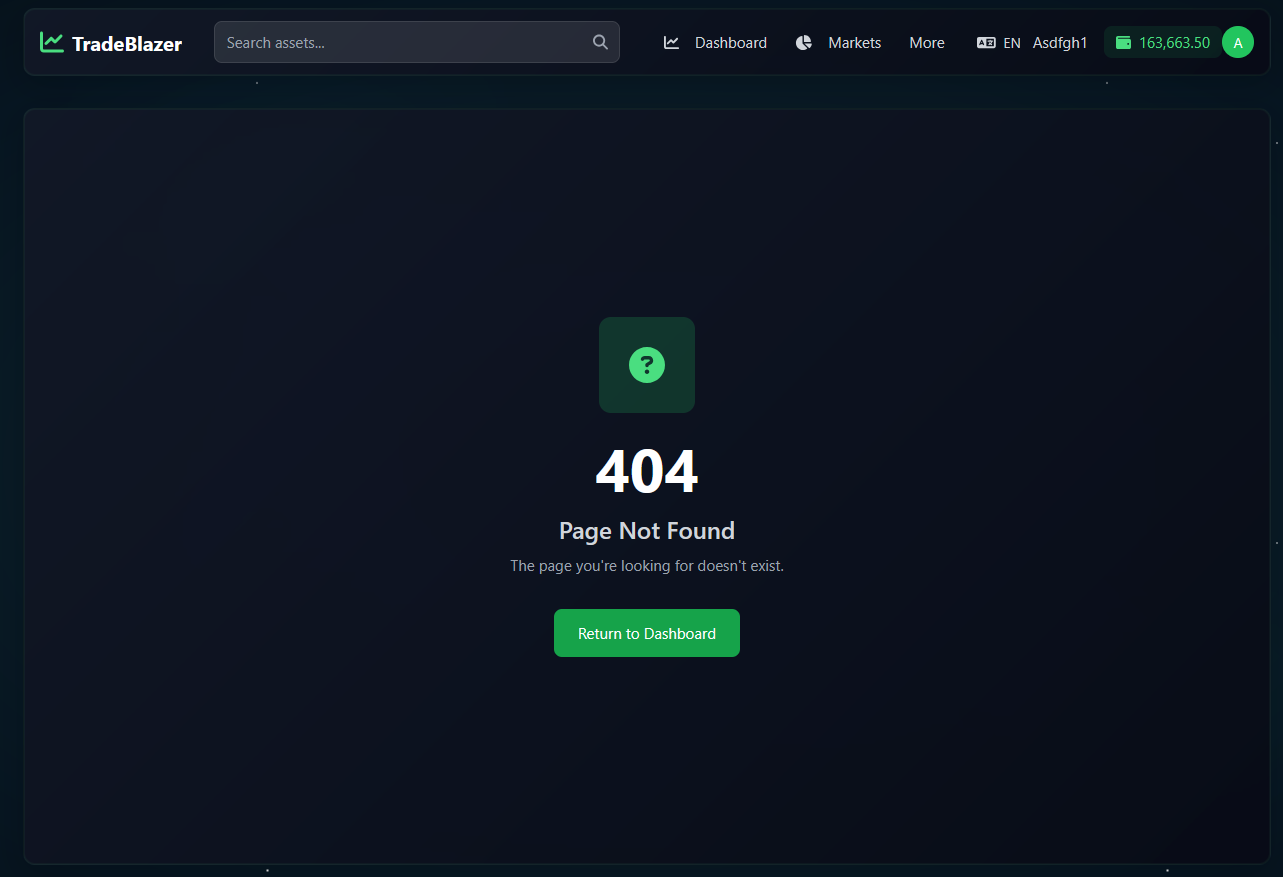 TradeBlazer
Search assets...
Dashboard
Markets
More
EN
Asdfgh1
163,663.50
A
?
404
Page Not Found
The page you're looking for doesn't exist.
Return to Dashboard